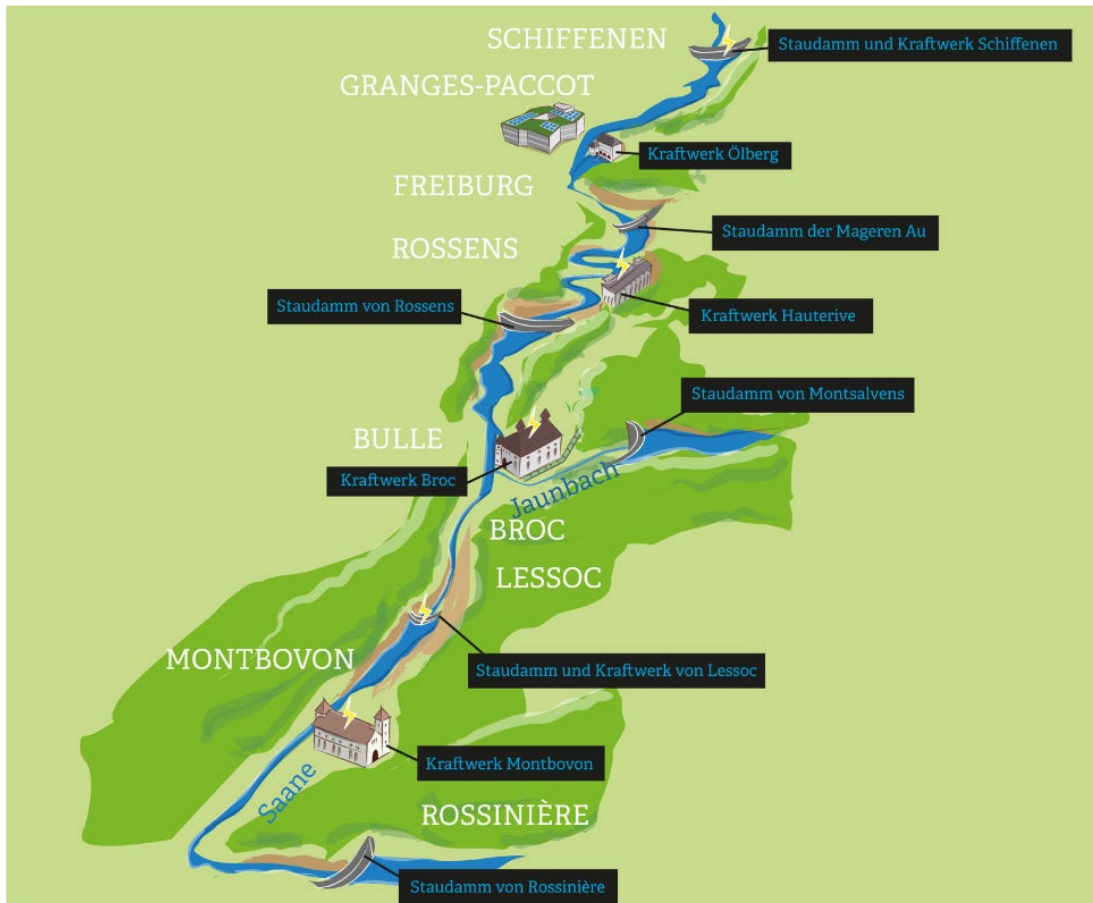 SCHIFFENEN
Staudamm und Kraftwerk Schiffenen
GRANGES-PACCOT
Kraftwerk Ölberg
FREIBURG
Staudamm der Mageren Au
ROSSENS
Staudamm von Rossens
Kraftwerk Hauterive
Staudamm von Montsalvens
BULLE
Kraftwerk Broc
Jaunbach
BROC
LESSOC
MONTBOVON
Staudamm und Kraftwerk von Lessoc
Kraftwerk Montbovon
Saane
ROSSINIÈRE
Staudamm von Rossinière